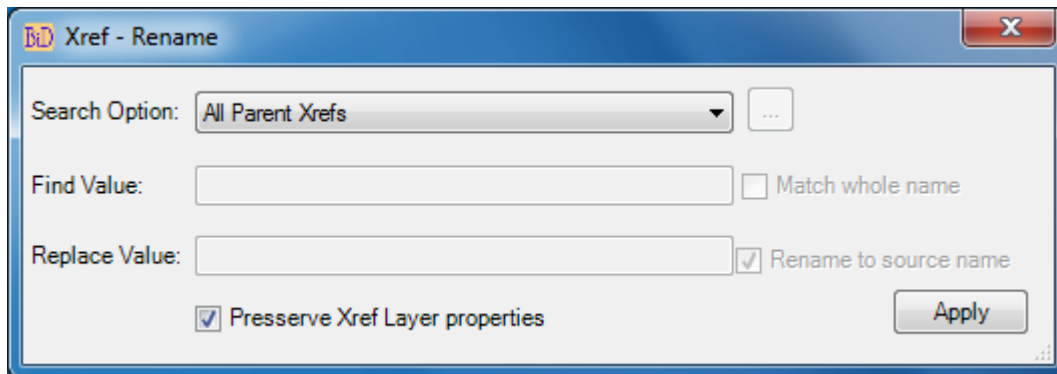 BiD Xref - Rename
Search Option: All Parent Xrefs ...
Find Value: Match whole name
Replace Value: Rename to source name
Presserve Xref Layer properties Apply